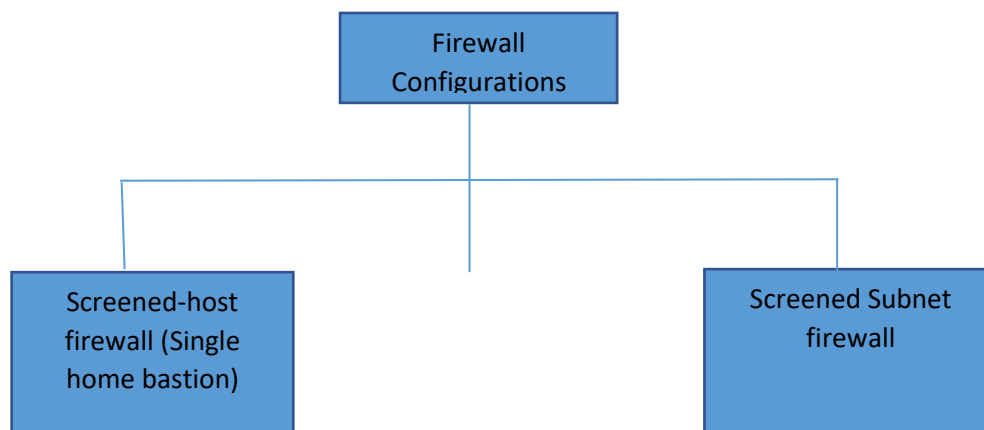 Firewall
Configurations
Screened-host
firewall (Single
home bastion)
Screened Subnet
firewall